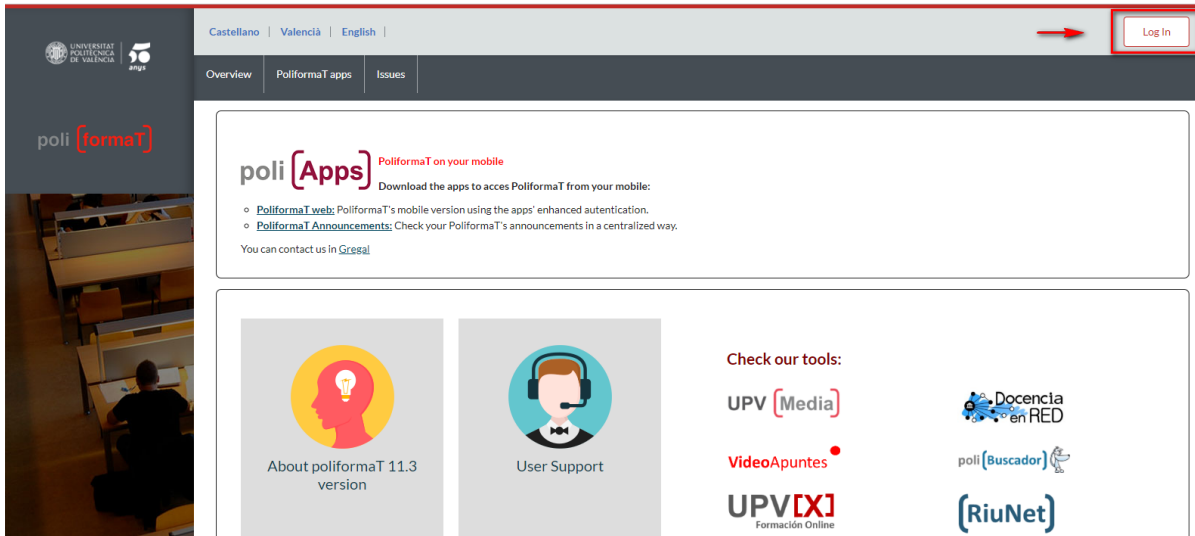 UNIVERSITAT
POLITÈCNICA
DE VALÈNCIA
50
anys
poli [formaT]
Castellano | Valencià | English |
Log In
Overview
PoliformaT apps
Issues
poli [Apps]
PoliformaT on your mobile
Download the apps to acces PoliformaT from your mobile:
PoliformaT web: PoliformaT's mobile version using the apps' enhanced autentication.
PoliformaT Announcements: Check your PoliformaT's announcements in a centralized way.
You can contact us in Gregal
About poliformaT 11.3
version
User Support
Check our tools:
UPV [Media]
Docencia
en RED
VideoApuntes
poli [Buscador]
UPV[X]
Formación Online
[RiuNet]